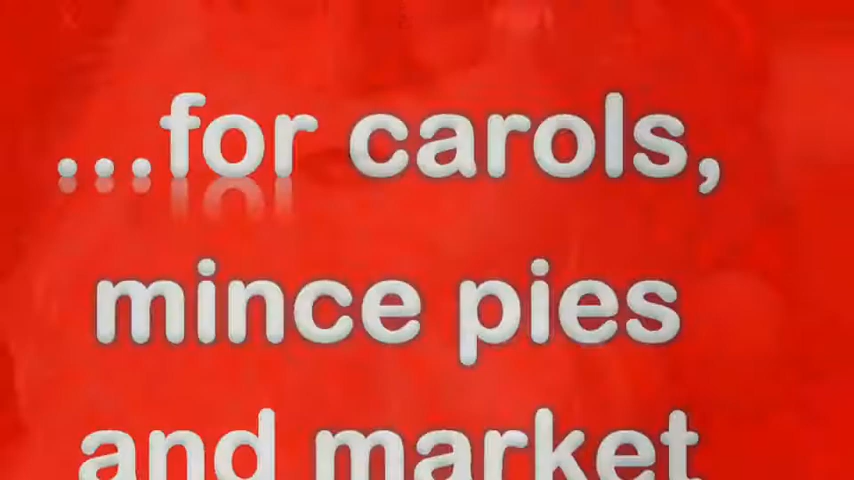 ...for carols,
mince pies
and market